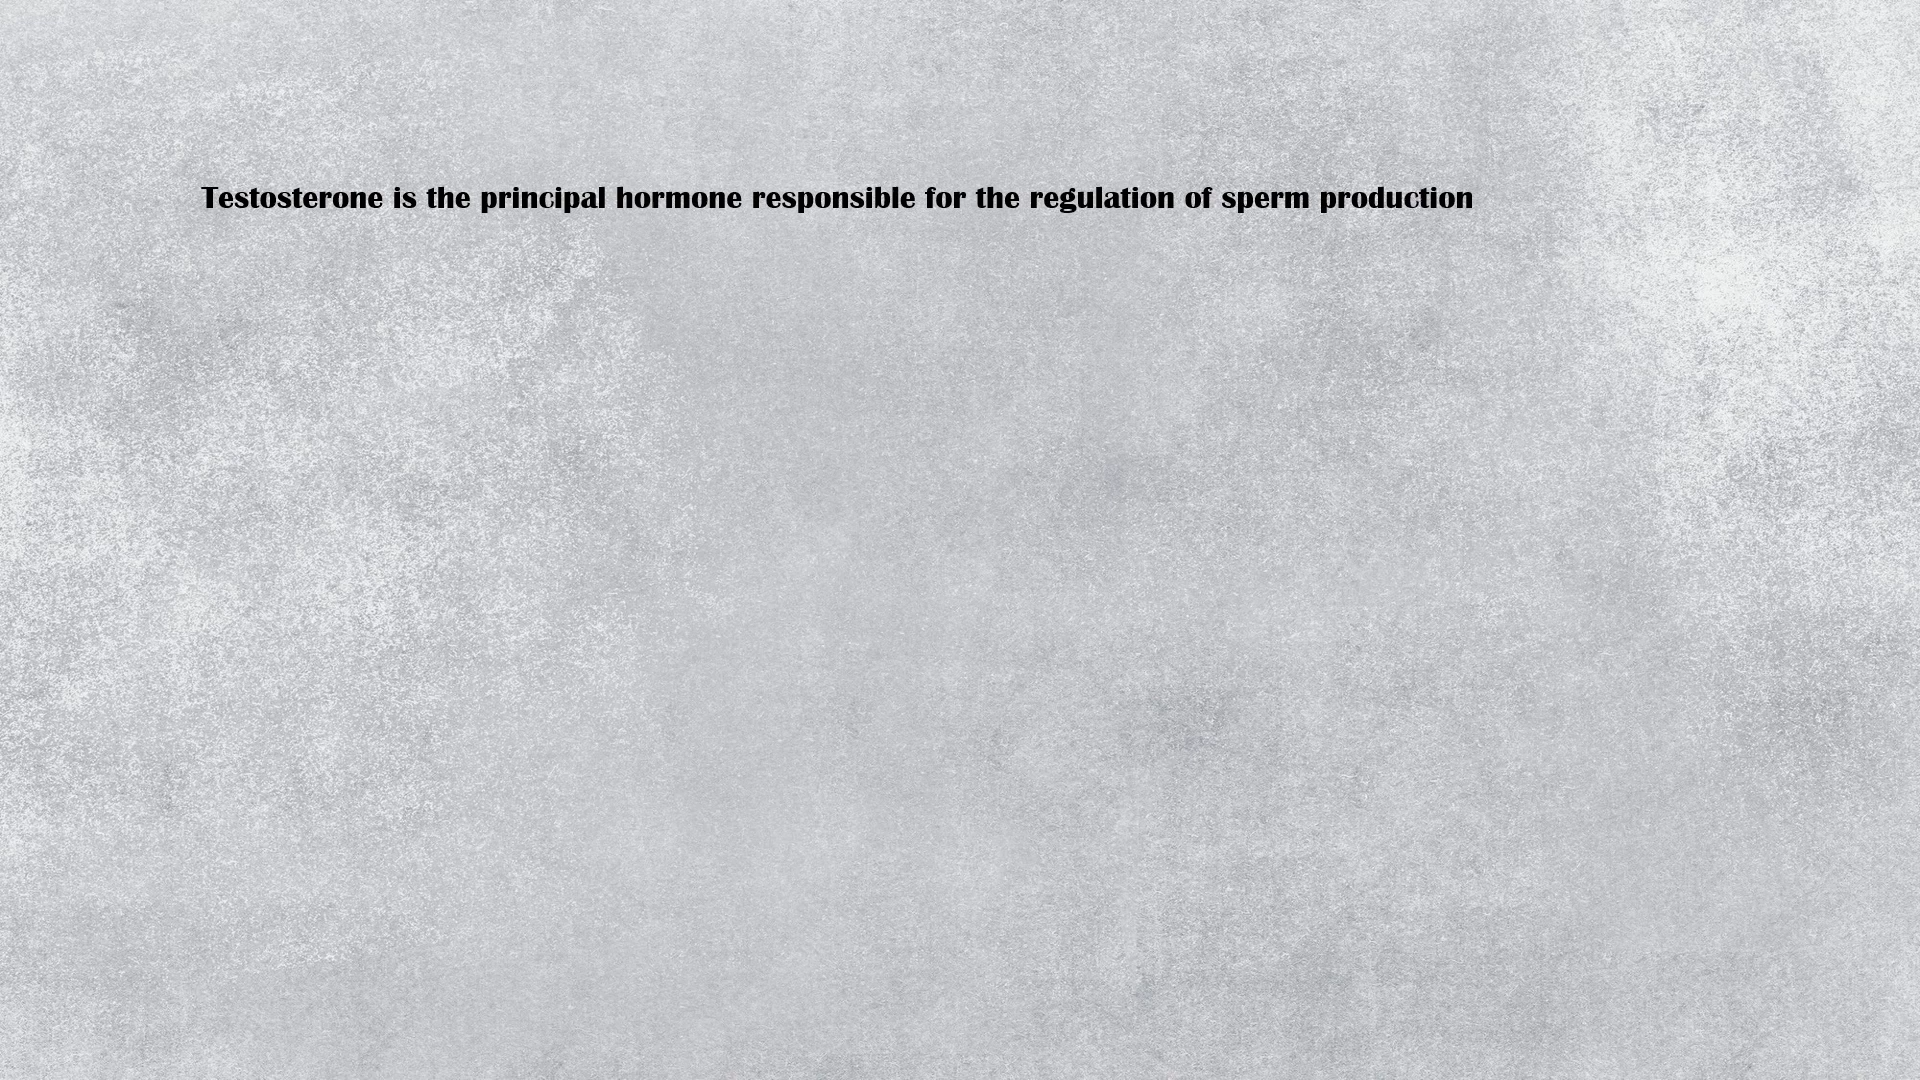 Testosterone is the principal hormone responsible for the regulation of sperm production